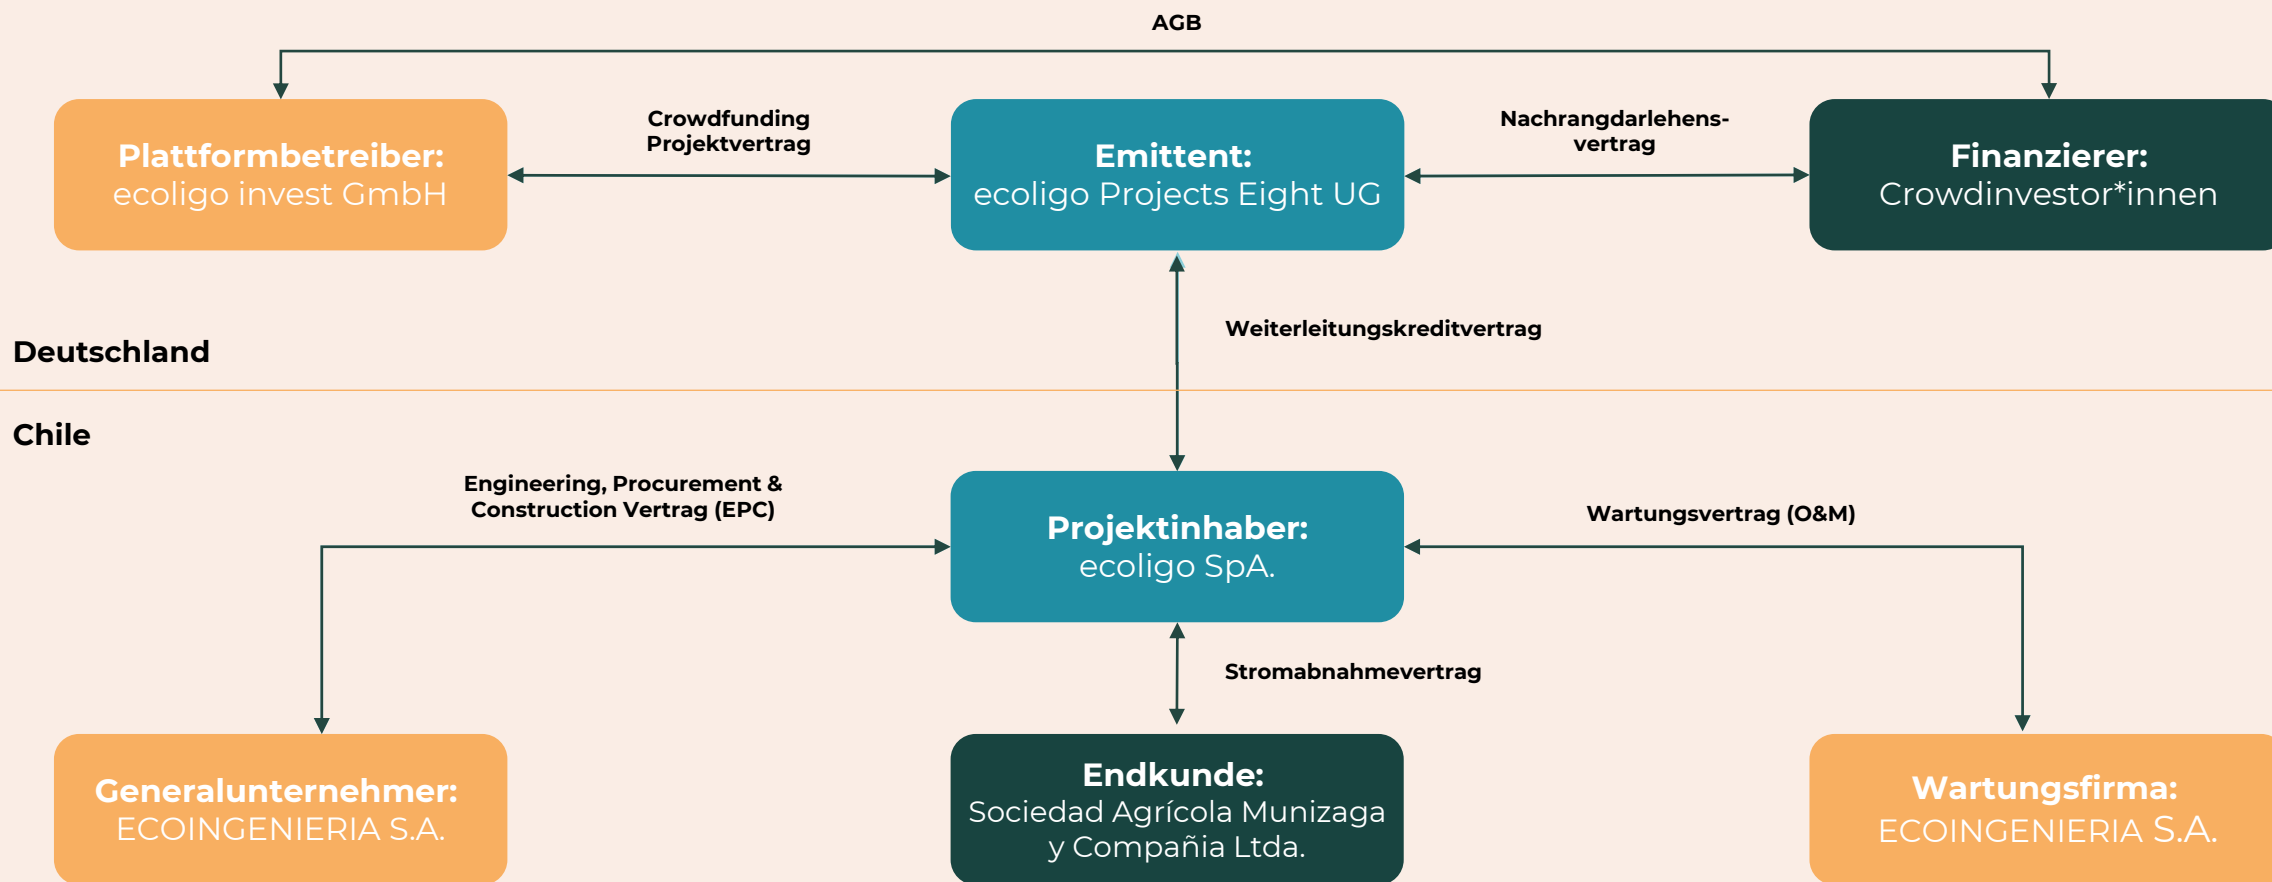 AGB
Crowdfunding
Projektvertrag
Nachrangdarlehens-
vertrag
Plattformbetreiber:
ecoligo invest GmbH
Emittent:
ecoligo Projects Eight UG
Finanzierer:
Crowdinvestor*innen
Weiterleitungskreditvertrag
Deutschland
Chile
Engineering, Procurement &
Construction Vertrag (EPC)
Wartungsvertrag (O&M)
Projektinhaber:
ecoligo SpA.
Stromabnahmevertrag
Generalunternehmer:
ECOINGENIERIA S.A.
Endkunde:
Sociedad Agrícola Munizaga
y Compañia Ltda.
Wartungsfirma:
ECOINGENIERIA S.A.